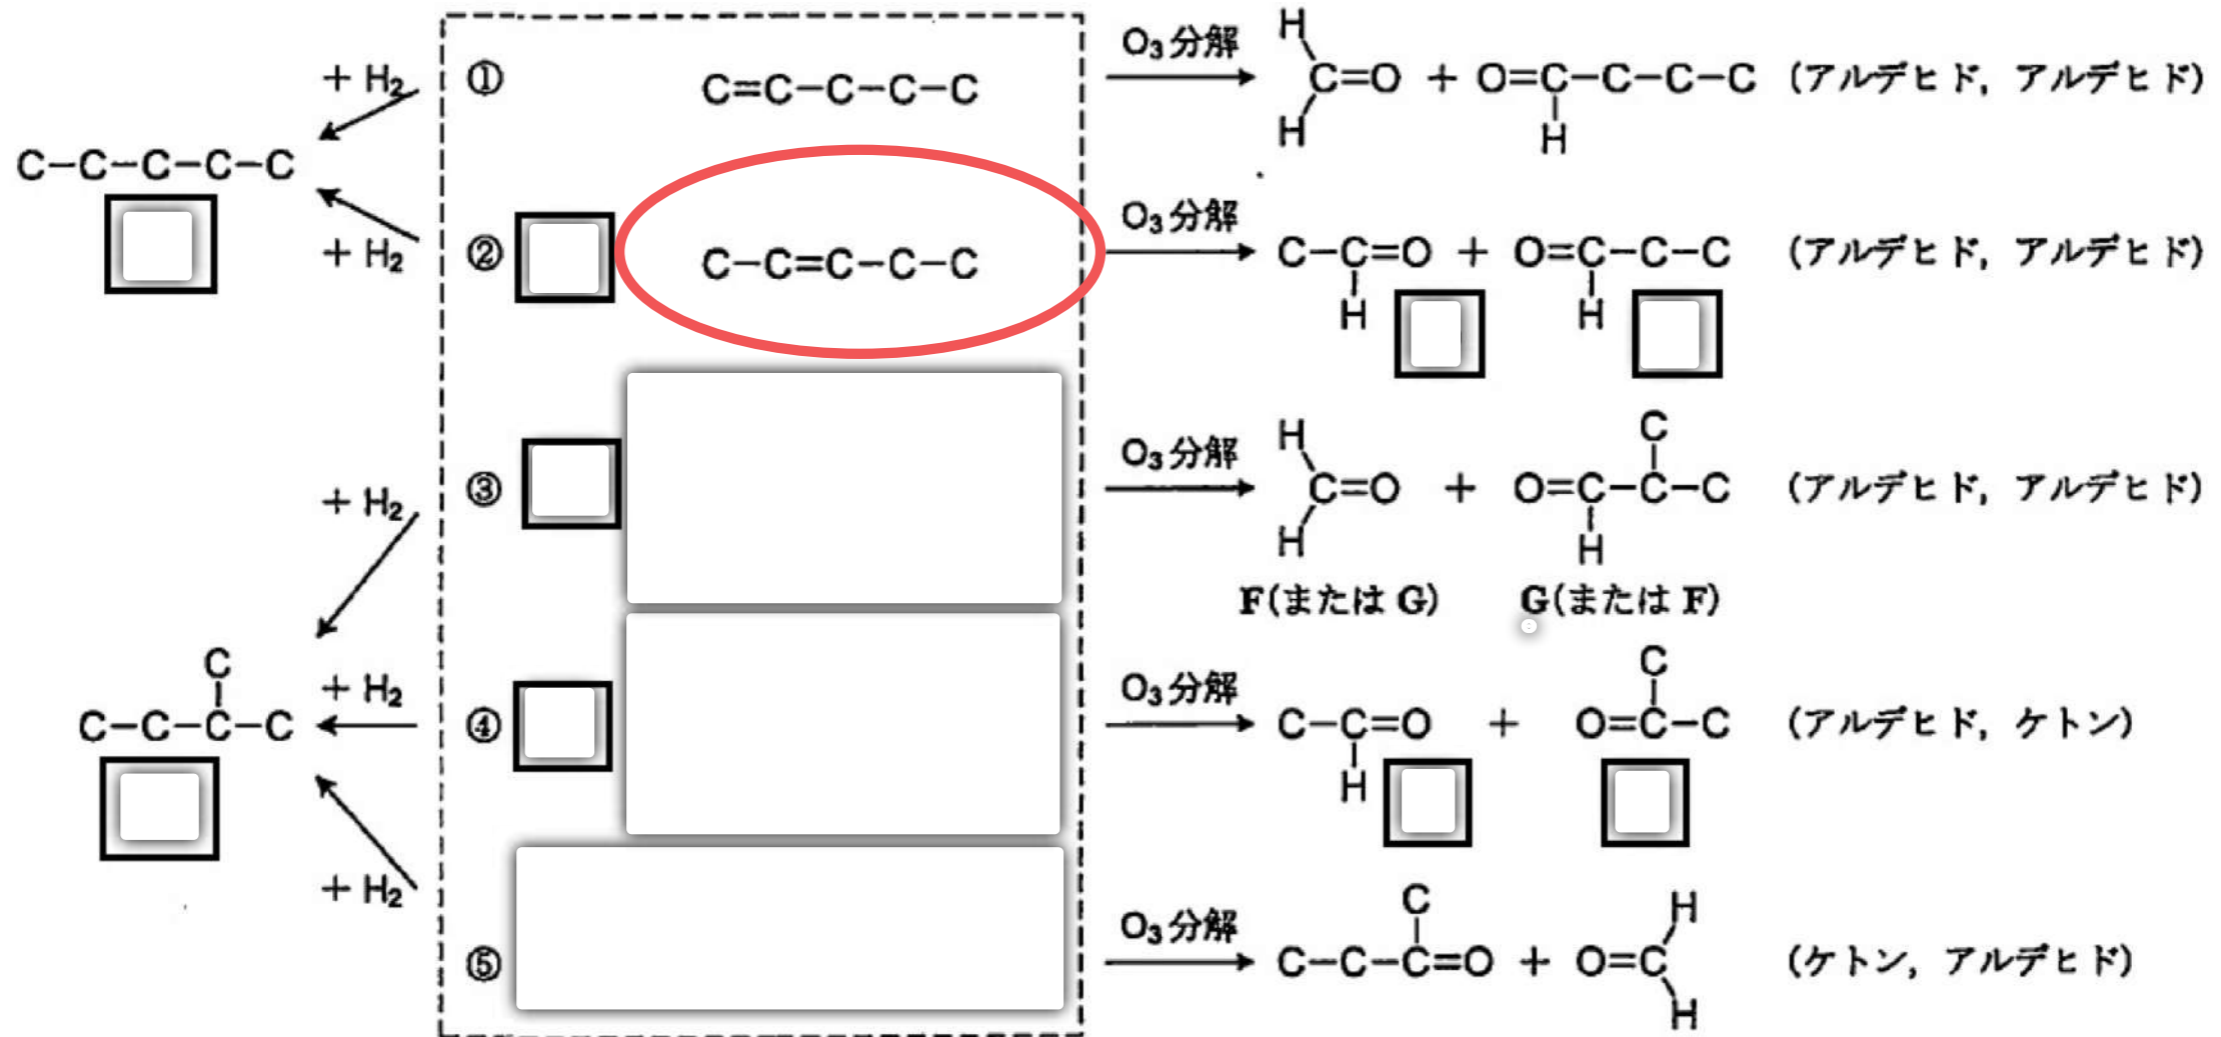 + H₂ ① C=C−C−C−C O₃分解 H C=O H + O=C−C−C−C H (アルデヒド, アルデヒド)
C−C−C−C−C
+ H₂ ② C−C=C−C−C O₃分解 C−C=O H + O=C−C−C H (アルデヒド, アルデヒド)
+ H₂ ③ O₃分解 H C=O H + O=C−C−C C H (アルデヒド, アルデヒド)
F(または G) G(または F)
C C−C−C−C + H₂ ④ O₃分解 C−C=O H + C O=C−C (アルデヒド, ケトン)
+ H₂ ⑤ O₃分解 C C−C−C=O + O=C H H (ケトン, アルデヒド)